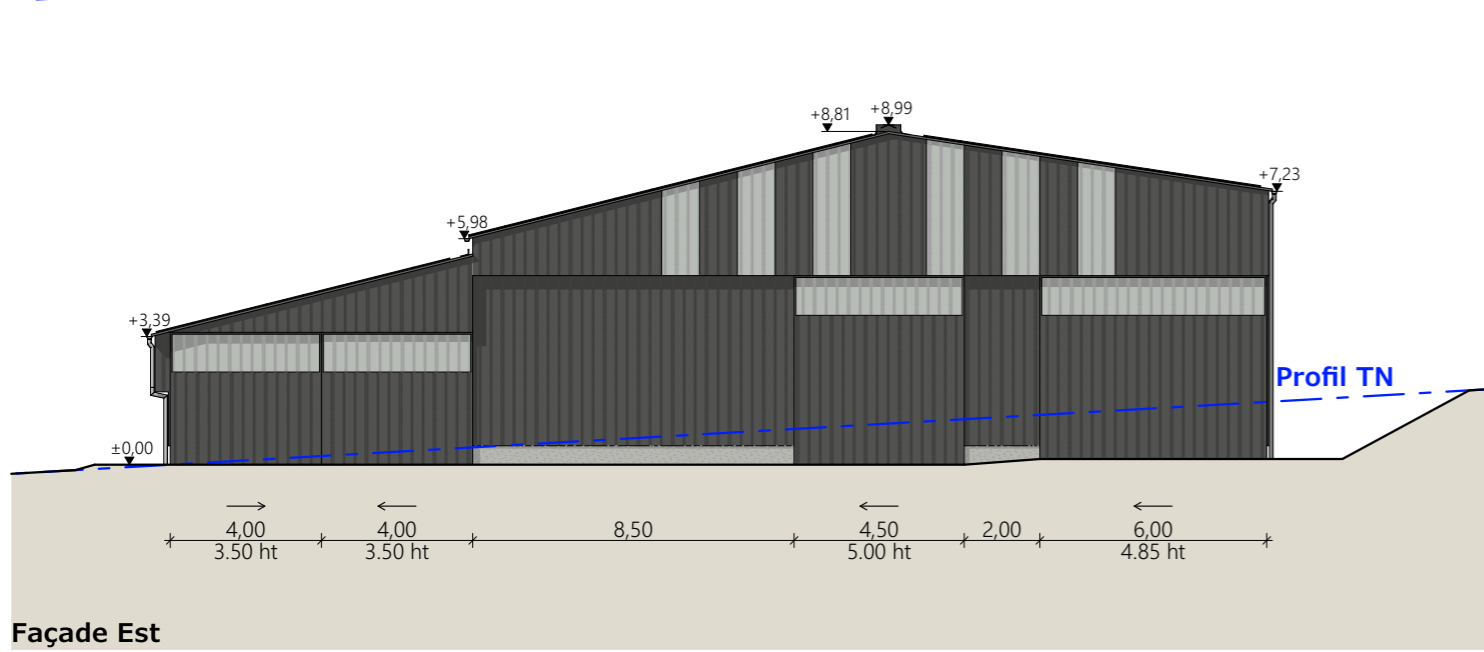 +8,99
+8,81
+7,23
+5,98
+3,39
Profil TN
±0,00
4,00 4,00 8,50 4,50 2,00 6,00
3.50 ht 3.50 ht 5.00 ht 4.85 ht
Façade Est